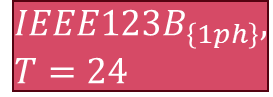 IEEE123B_{1ph},
T = 24